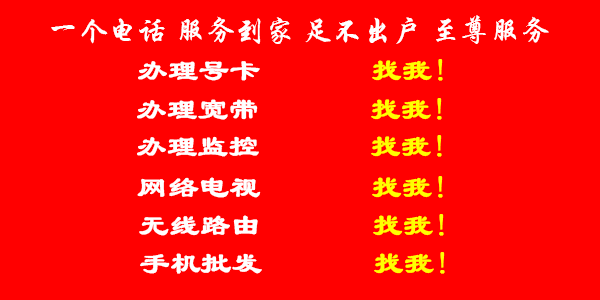 一个电话 服务到家 足不出户 至尊服务
办理号卡 找我!
办理宽带 找我!
办理监控 找我!
网络电视 找我!
无线路由 找我!
手机批发 找我!